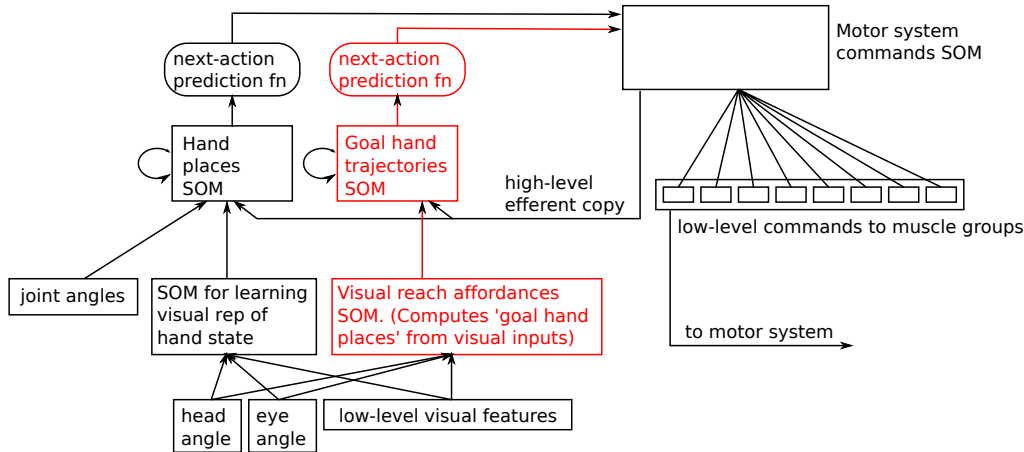 Motor system
commands SOM
next-action
prediction fn
next-action
prediction fn
Hand
places
SOM
Goal hand
trajectories
SOM
high-level
efferent copy
low-level commands to muscle groups
joint angles
SOM for learning
visual rep of
hand state
Visual reach affordances
SOM. (Computes 'goal hand
places' from visual inputs)
to motor system
head
angle
eye
angle
low-level visual features